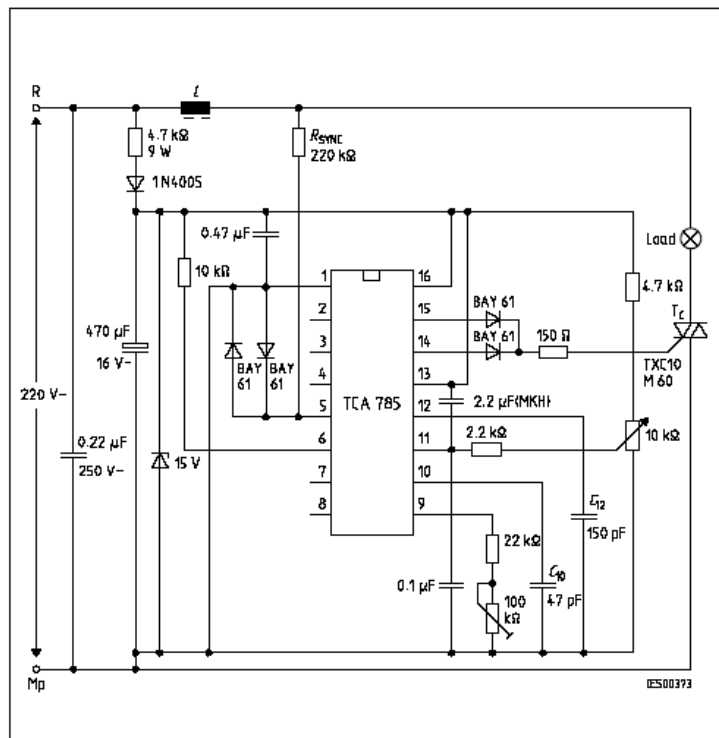 R
L
4.7 kΩ
9 W
R_SYNC
220 kΩ
1N4005
0.47 µF
Load
10 kΩ
1
2
3
4
5
6
7
8
16
15
14
13
12
11
10
9
TCA 785
BAY 61
BAY 61
150 Ω
4.7 kΩ
T_C
TXC10
M 60
470 µF
16 V~
BAY
61
BAY
61
2.2 µF(MKH)
2.2 kΩ
10 kΩ
220 V~
0.22 µF
250 V~
15 V
C12
150 pF
22 kΩ
0.1 µF
100
kΩ
C10
47 pF
Mp
IES00373